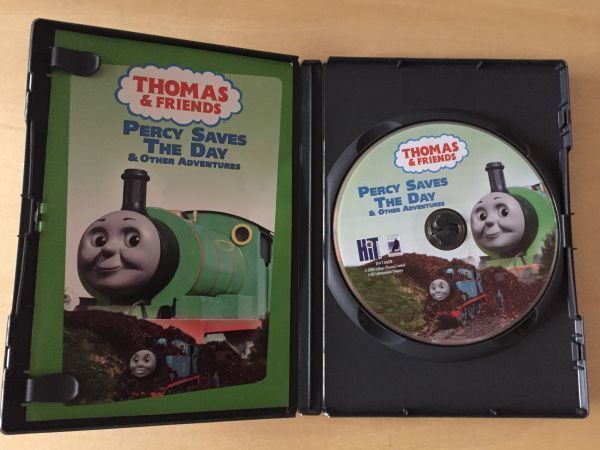 THOMAS
& FRIENDS
PERCY SAVES
THE DAY
& OTHER ADVENTURES
THOMAS
& FRIENDS
PERCY SAVES
THE DAY
& OTHER ADVENTURES
HiT